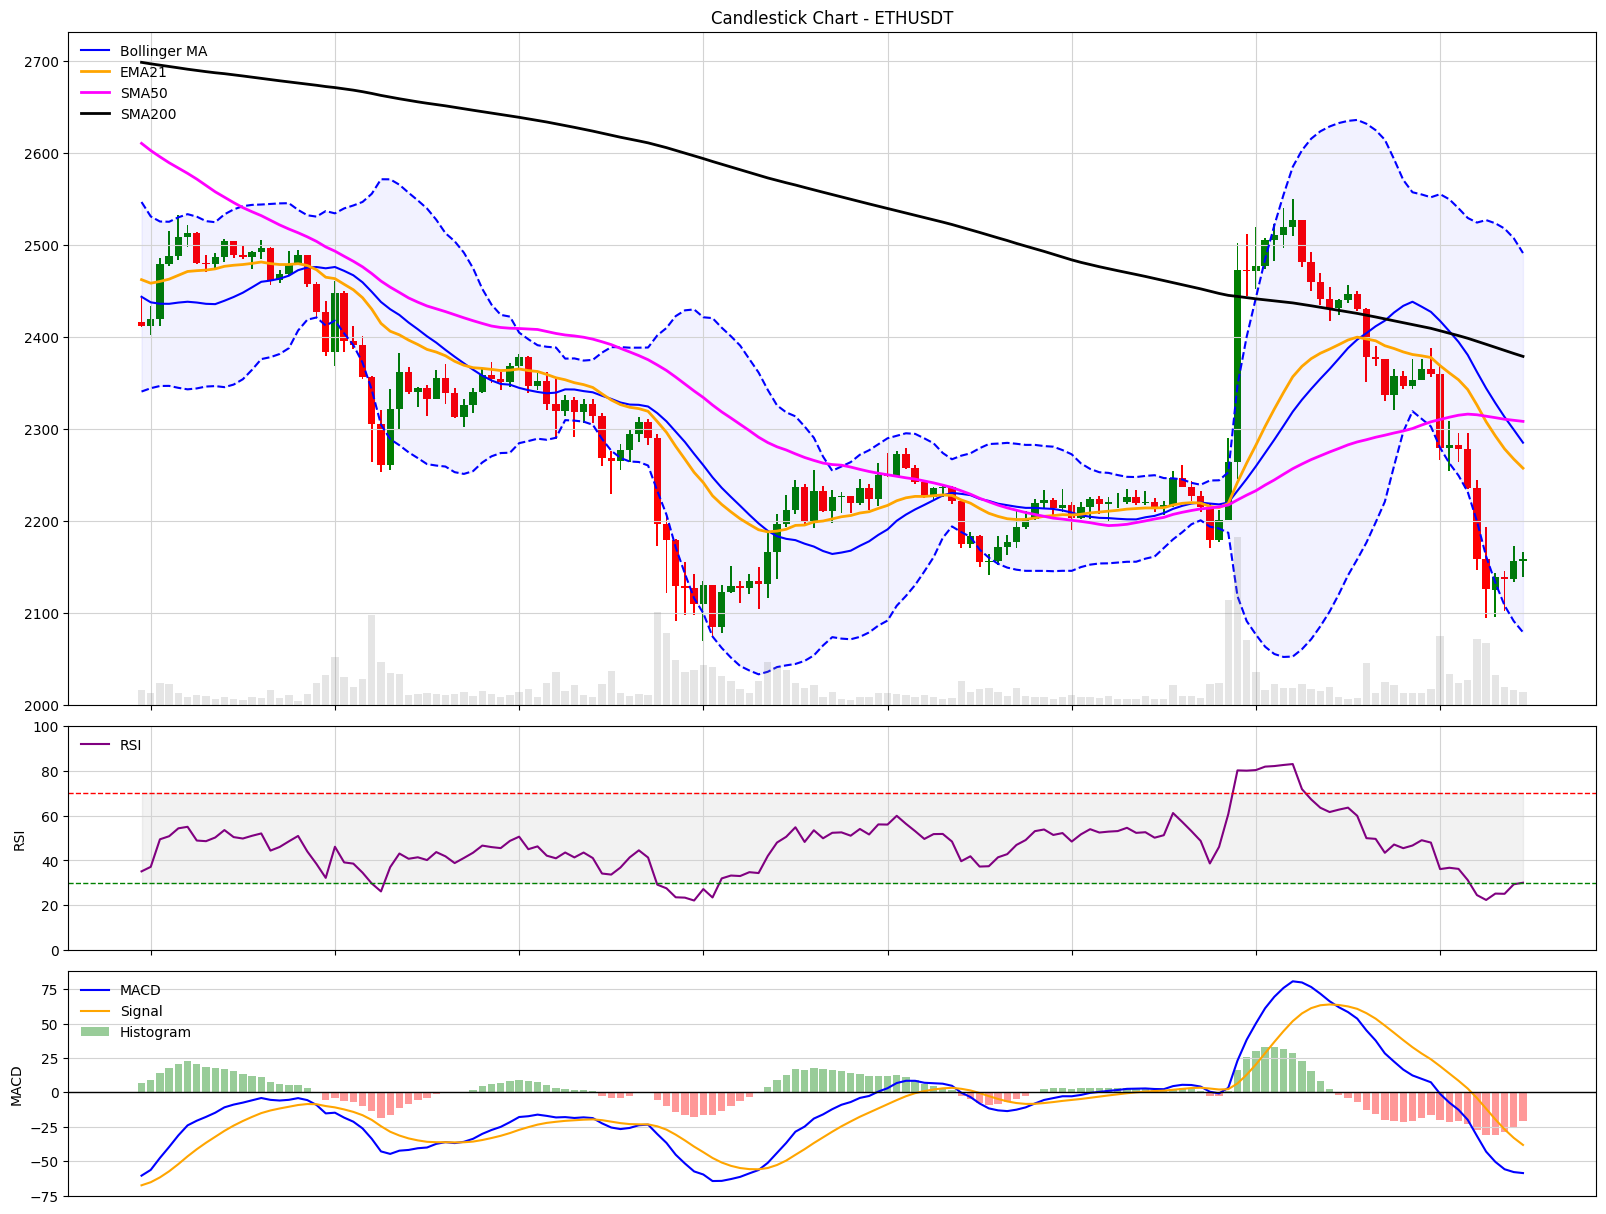 Candlestick Chart - ETHUSDT
Bollinger MA
EMA21
SMA50
SMA200
2700
2600
2500
2400
2300
2200
2100
2000
RSI
100
80
60
40
20
0
RSI
MACD
Signal
Histogram
75
50
25
0
−25
−50
−75
MACD